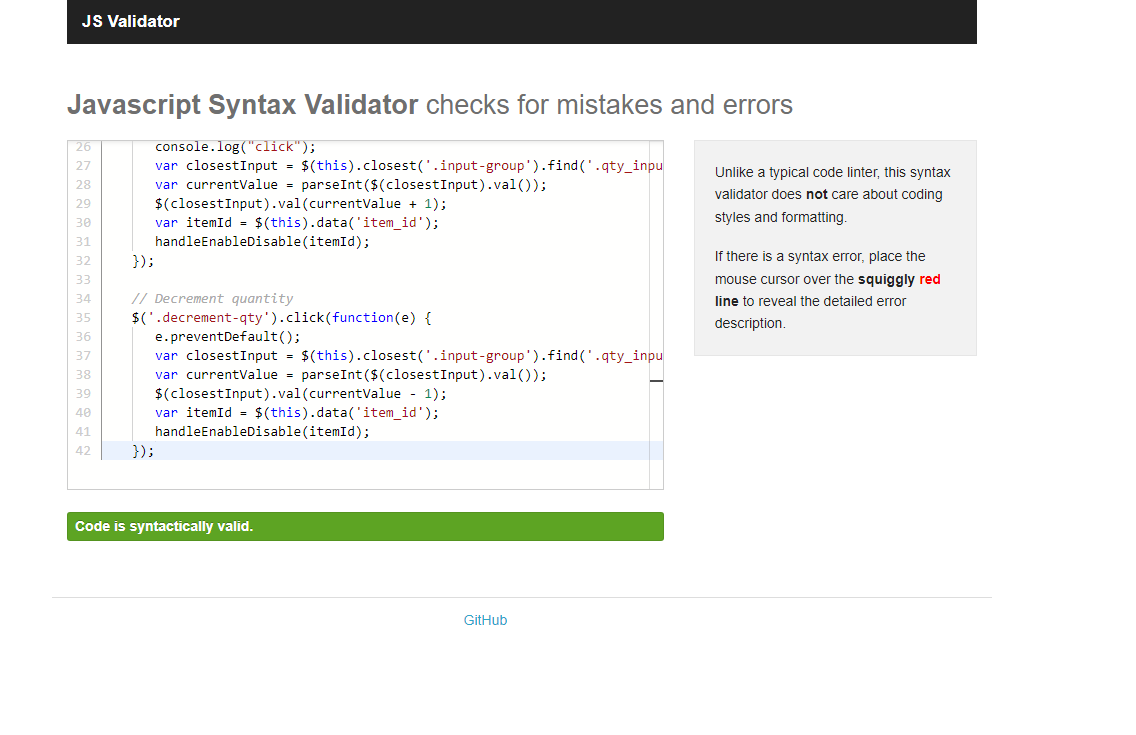 JS Validator
Javascript Syntax Validator checks for mistakes and errors
26 console.log("click");
27 var closestInput = $(this).closest('.input-group').find('.qty_inpu
28 var currentValue = parseInt($(closestInput).val());
29 $(closestInput).val(currentValue + 1);
30 var itemId = $(this).data('item_id');
31 handleEnableDisable(itemId);
32 });
33
34 // Decrement quantity
35 $('.decrement-qty').click(function(e) {
36 e.preventDefault();
37 var closestInput = $(this).closest('.input-group').find('.qty_inpu
38 var currentValue = parseInt($(closestInput).val());
39 $(closestInput).val(currentValue - 1);
40 var itemId = $(this).data('item_id');
41 handleEnableDisable(itemId);
42 });
Code is syntactically valid.
Unlike a typical code linter, this syntax
validator does not care about coding
styles and formatting.
If there is a syntax error, place the
mouse cursor over the squiggly red
line to reveal the detailed error
description.
GitHub